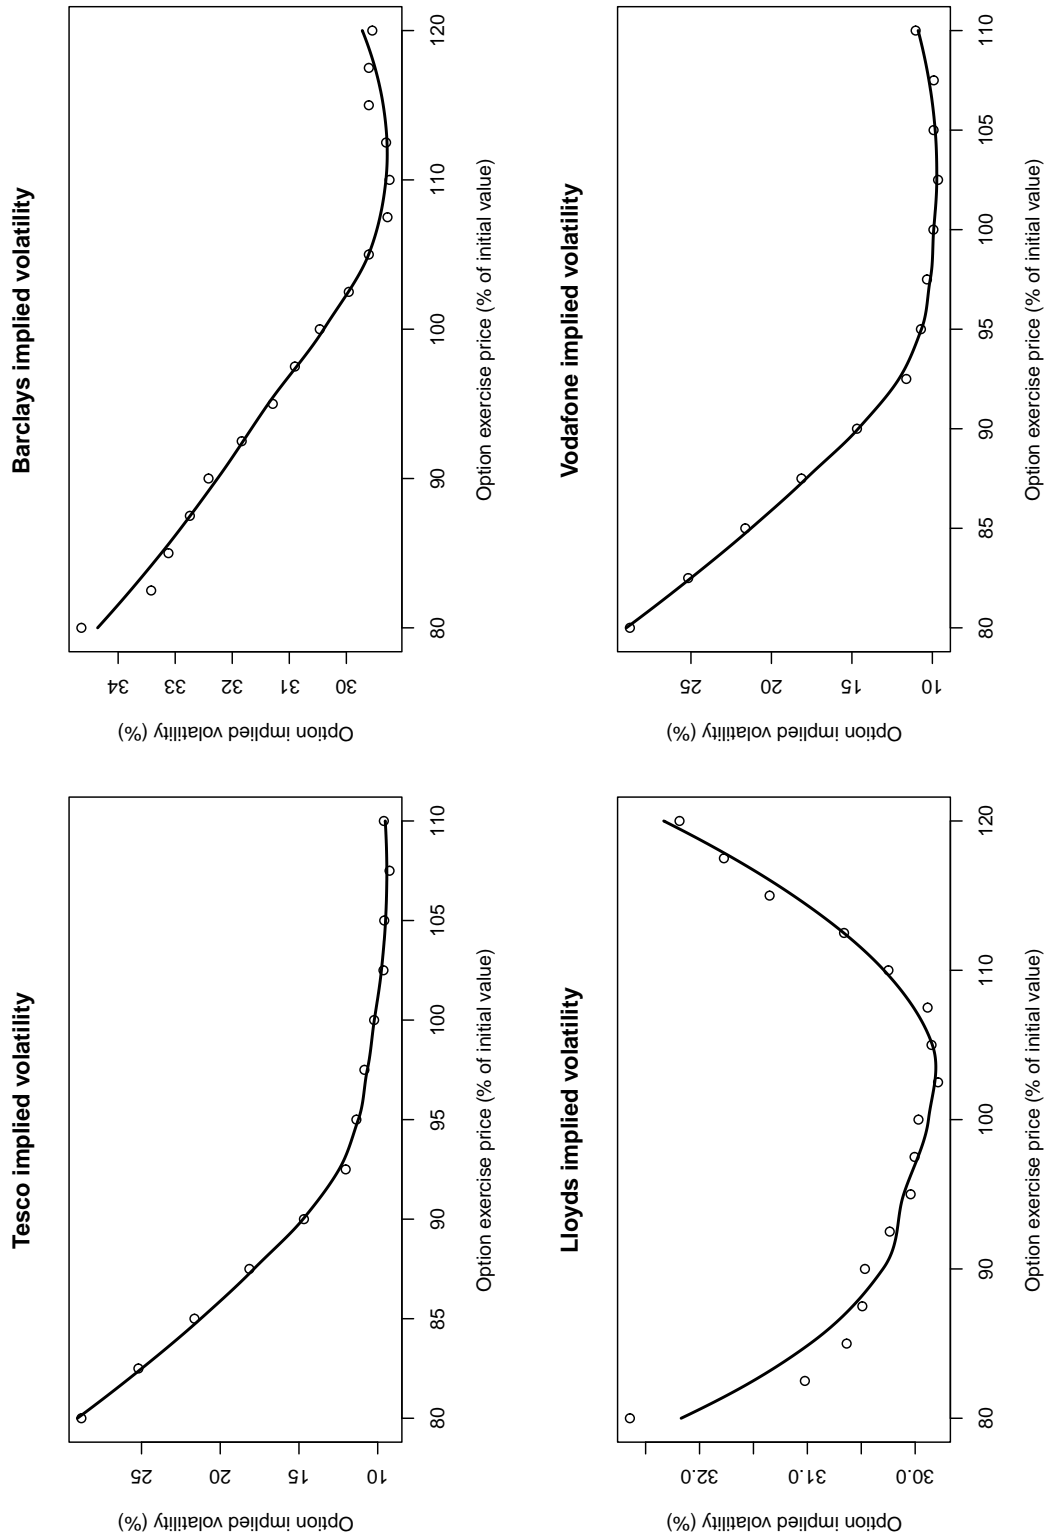 Tesco implied volatility
Option implied volatility (%)
10 15 20 25
80 85 90 95 100 105 110
Option exercise price (% of initial value)
Barclays implied volatility
Option implied volatility (%)
30 31 32 33 34
80 90 100 110 120
Option exercise price (% of initial value)
Lloyds implied volatility
Option implied volatility (%)
30.0 31.0 32.0
80 90 100 110 120
Option exercise price (% of initial value)
Vodafone implied volatility
Option implied volatility (%)
10 15 20 25
80 85 90 95 100 105 110
Option exercise price (% of initial value)